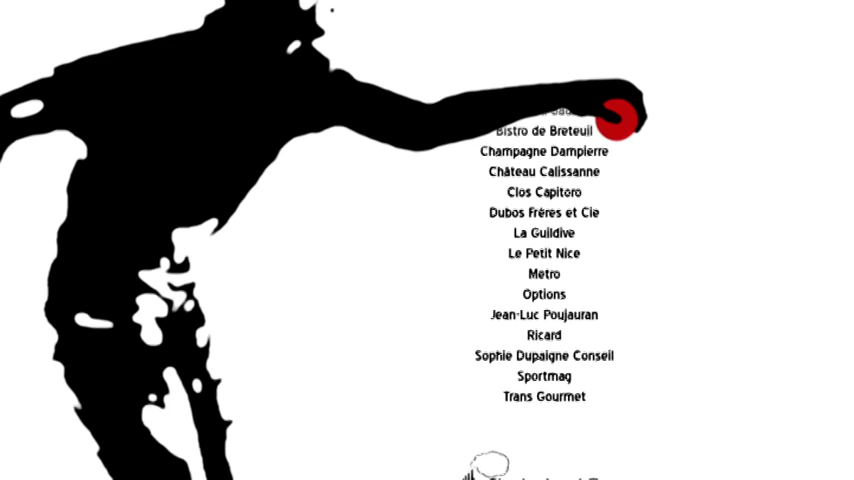 Bistro de Breteuil
Champagne Dampierre
Château Calissanne
Clos Capitoro
Dubos Fréres et Cie
La Guildive
Le Petit Nice
Metro
Options
Jean-Luc Poujauran
Ricard
Sophie Dupaigne Conseil
Sportmag
Trans Gourmet